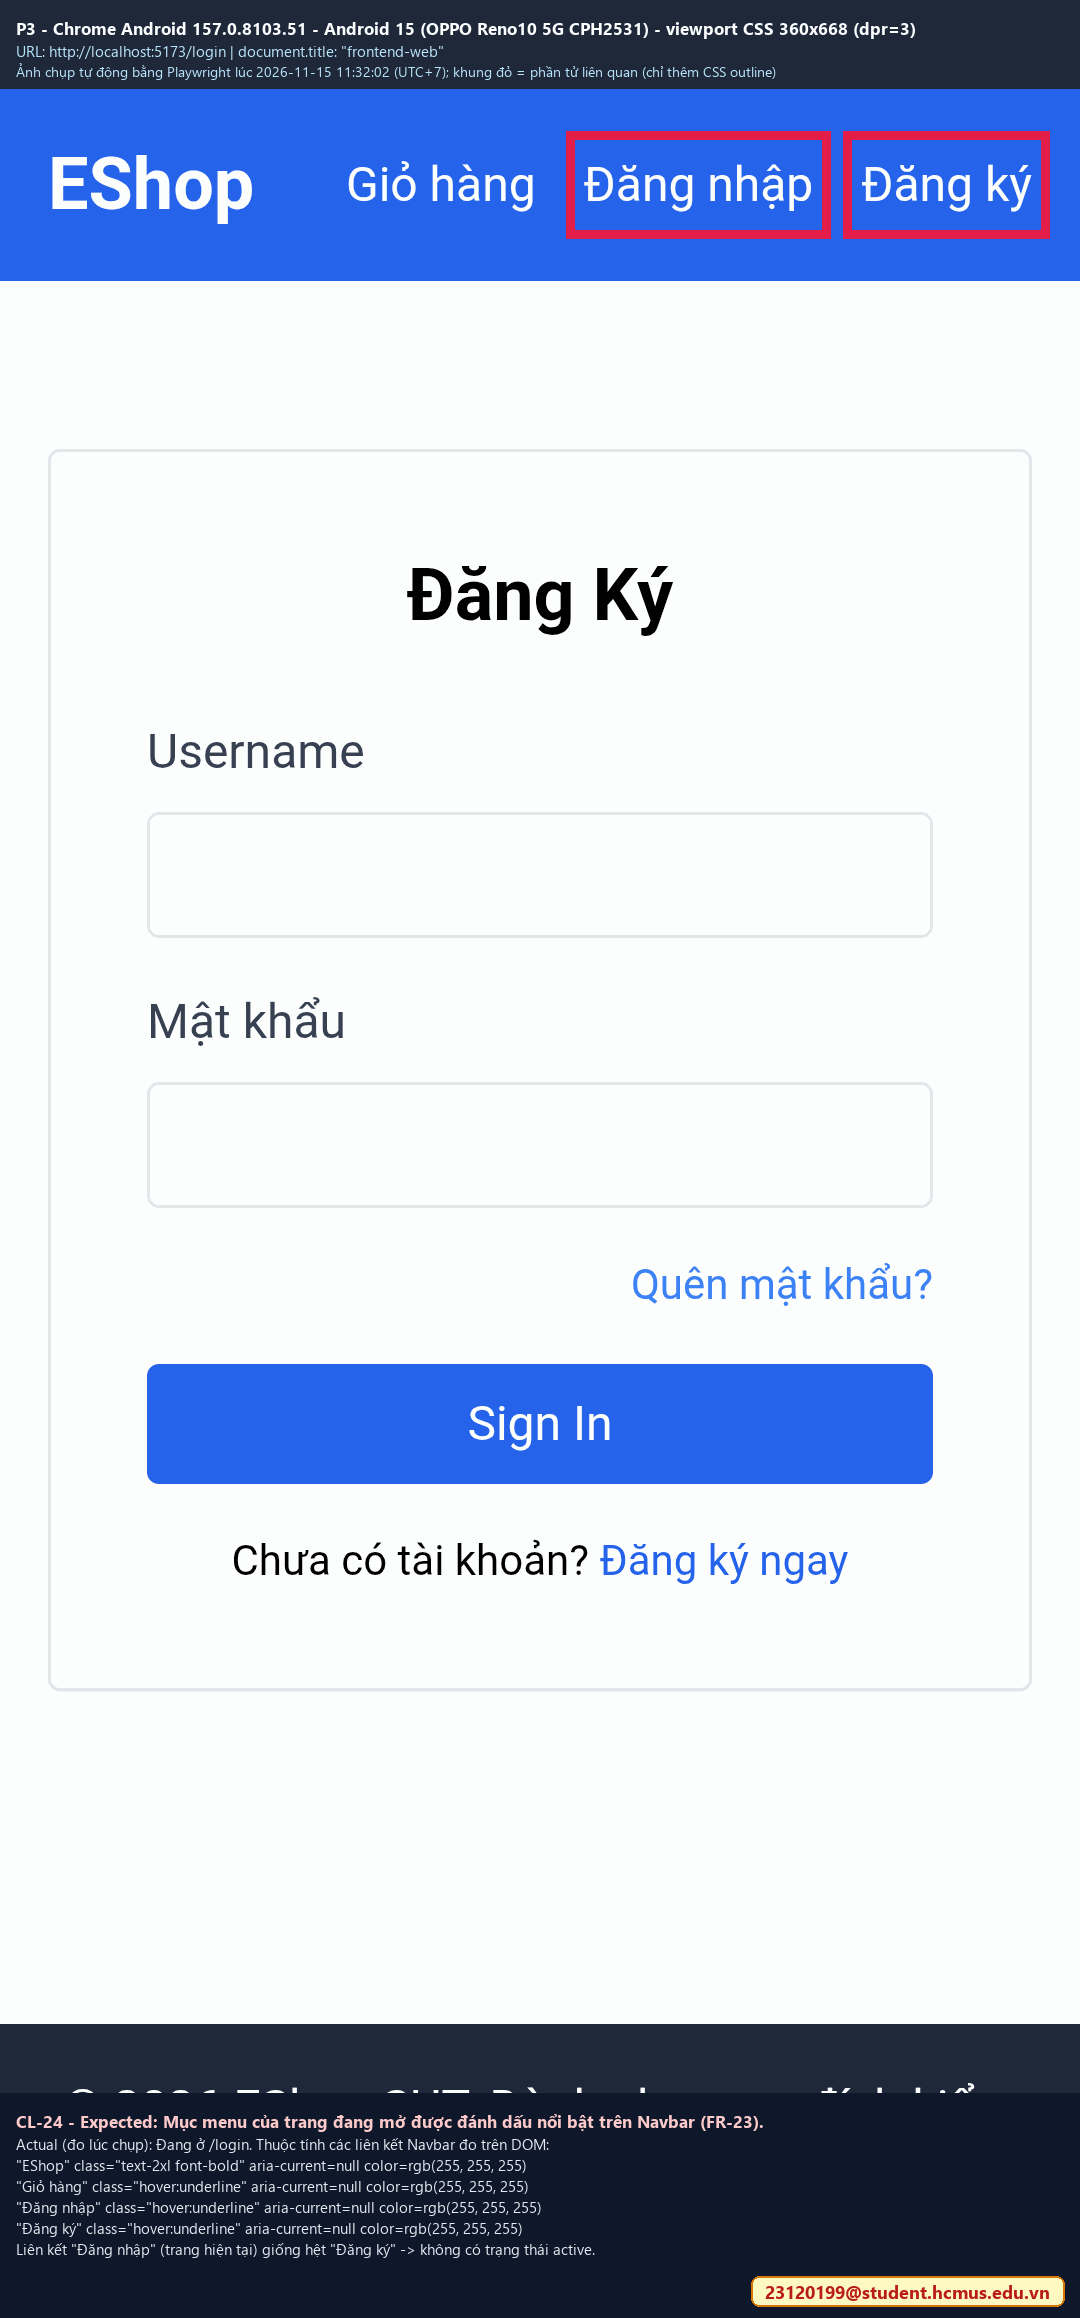 P3 - Chrome Android 157.0.8103.51 - Android 15 (OPPO Reno10 5G CPH2531) - viewport CSS 360x668 (dpr=3)
URL: http://localhost:5173/login | document.title: "frontend-web"
Ảnh chụp tự động bằng Playwright lúc 2026-11-15 11:32:02 (UTC+7); khung đỏ = phần tử liên quan (chỉ thêm CSS outline)
EShop Giỏ hàng Đăng nhập Đăng ký
Đăng Ký
Username
Mật khẩu
Quên mật khẩu?
Sign In
Chưa có tài khoản? Đăng ký ngay
CL-24 - Expected: Mục menu của trang đang mở được đánh dấu nổi bật trên Navbar (FR-23).
Actual (đo lúc chụp): Đang ở /login. Thuộc tính các liên kết Navbar đo trên DOM:
"EShop" class="text-2xl font-bold" aria-current=null color=rgb(255, 255, 255)
"Giỏ hàng" class="hover:underline" aria-current=null color=rgb(255, 255, 255)
"Đăng nhập" class="hover:underline" aria-current=null color=rgb(255, 255, 255)
"Đăng ký" class="hover:underline" aria-current=null color=rgb(255, 255, 255)
Liên kết "Đăng nhập" (trang hiện tại) giống hệt "Đăng ký" -> không có trạng thái active.
23120199@student.hcmus.edu.vn